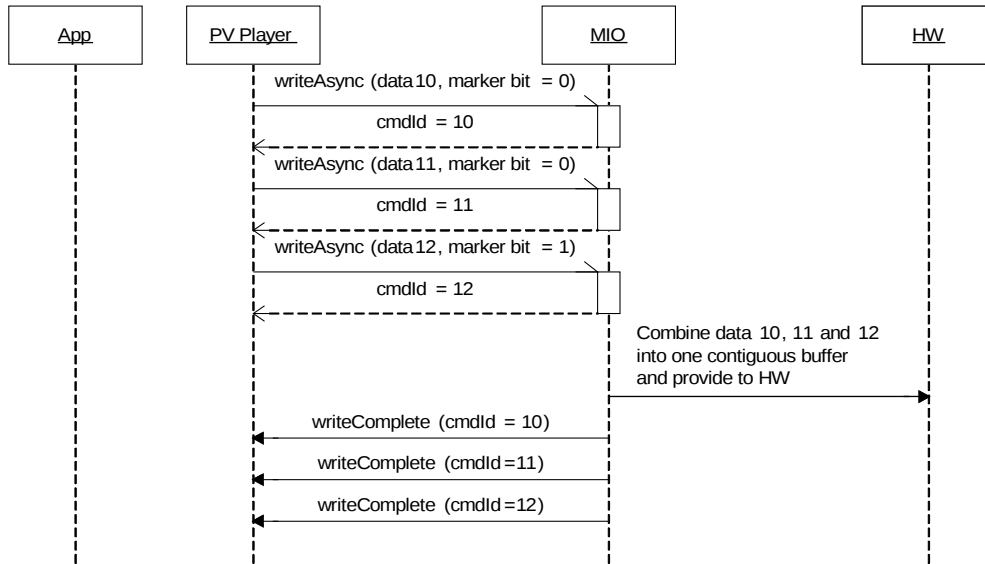 App
PV Player
MIO
HW
writeAsync (data 10, marker bit = 0)
cmdId = 10
writeAsync (data 11, marker bit = 0)
cmdId = 11
writeAsync (data 12, marker bit = 1)
cmdId = 12
Combine data 10, 11 and 12
into one contiguous buffer
and provide to HW
writeComplete (cmdId = 10)
writeComplete (cmdId =11)
writeComplete (cmdId =12)